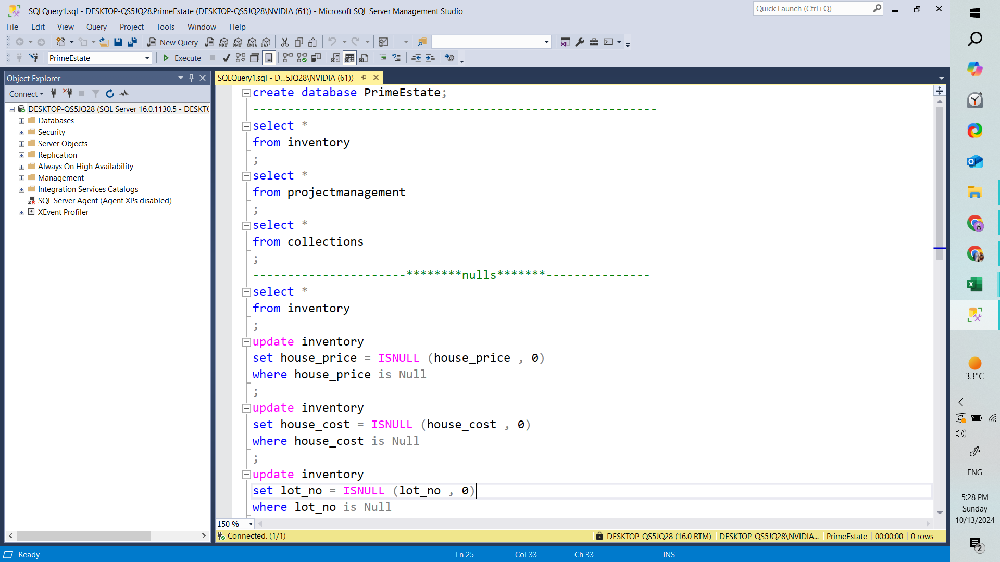 SQLQuery1.sql - DESKTOP-QS5JQ28.PrimeEstate (DESKTOP-QS5JQ28\NVIDIA (61)) - Microsoft SQL Server Management Studio
Quick Launch (Ctrl+Q)
File Edit View Query Project Tools Window Help
New Query
MDX DMX XMLA DAX
PrimeEstate
Execute
Object Explorer
Connect
DESKTOP-QS5JQ28 (SQL Server 16.0.1130.5 - DESKTO
Databases
Security
Server Objects
Replication
Always On High Availability
Management
Integration Services Catalogs
SQL Server Agent (Agent XPs disabled)
XEvent Profiler
SQLQuery1.sql - D...5JQ28\NVIDIA (61))
create database PrimeEstate;
----------------------------------------------------------
select *
from inventory
;
select *
from projectmanagement
;
select *
from collections
;
----------------------********nulls*******---------------
select *
from inventory
;
update inventory
set house_price = ISNULL (house_price , 0)
where house_price is Null
;
update inventory
set house_cost = ISNULL (house_cost , 0)
where house_cost is Null
;
update inventory
set lot_no = ISNULL (lot_no , 0)
where lot_no is Null
150 %
Connected. (1/1)
DESKTOP-QS5JQ28 (16.0 RTM)
DESKTOP-QS5JQ28\NVIDIA...
PrimeEstate
00:00:00
0 rows
Ready
Ln 25
Col 33
Ch 33
INS
33°C
ENG
5:28 PM
Sunday
10/13/2024
2